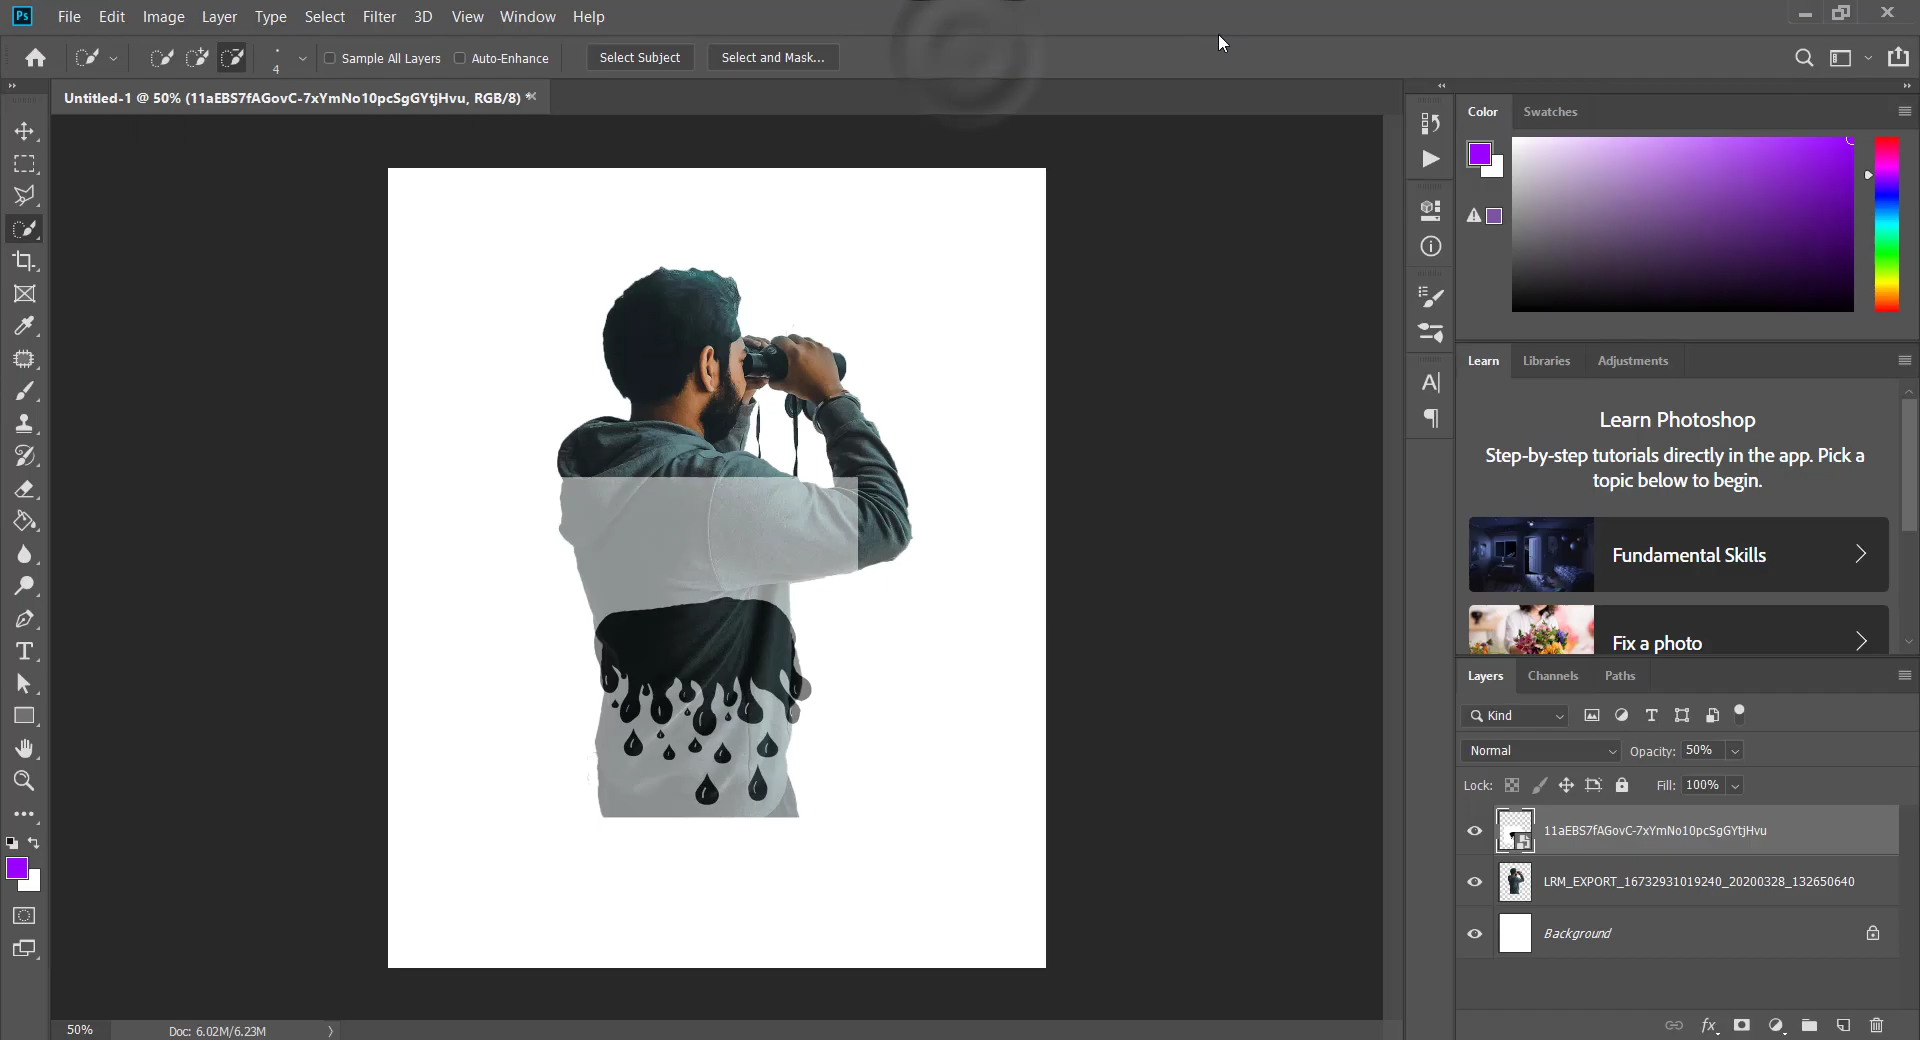 Ps File Edit Image Layer Type Select Filter 3D View Window Help
4 Sample All Layers Auto-Enhance Select Subject Select and Mask...
Untitled-1 @ 50% (11aEBS7fAGovC-7xYmNo10pcSgGYtjHvu, RGB/8) *
Color Swatches
Learn Libraries Adjustments
Learn Photoshop
Step-by-step tutorials directly in the app. Pick a
topic below to begin.
Fundamental Skills
Fix a photo
Layers Channels Paths
Kind
Normal Opacity: 50%
Lock: Fill: 100%
11aEBS7fAGovC-7xYmNo10pcSgGYtjHvu
LRM_EXPORT_16732931019240_20200328_132650640
Background
50% Doc: 6.02M/6.23M